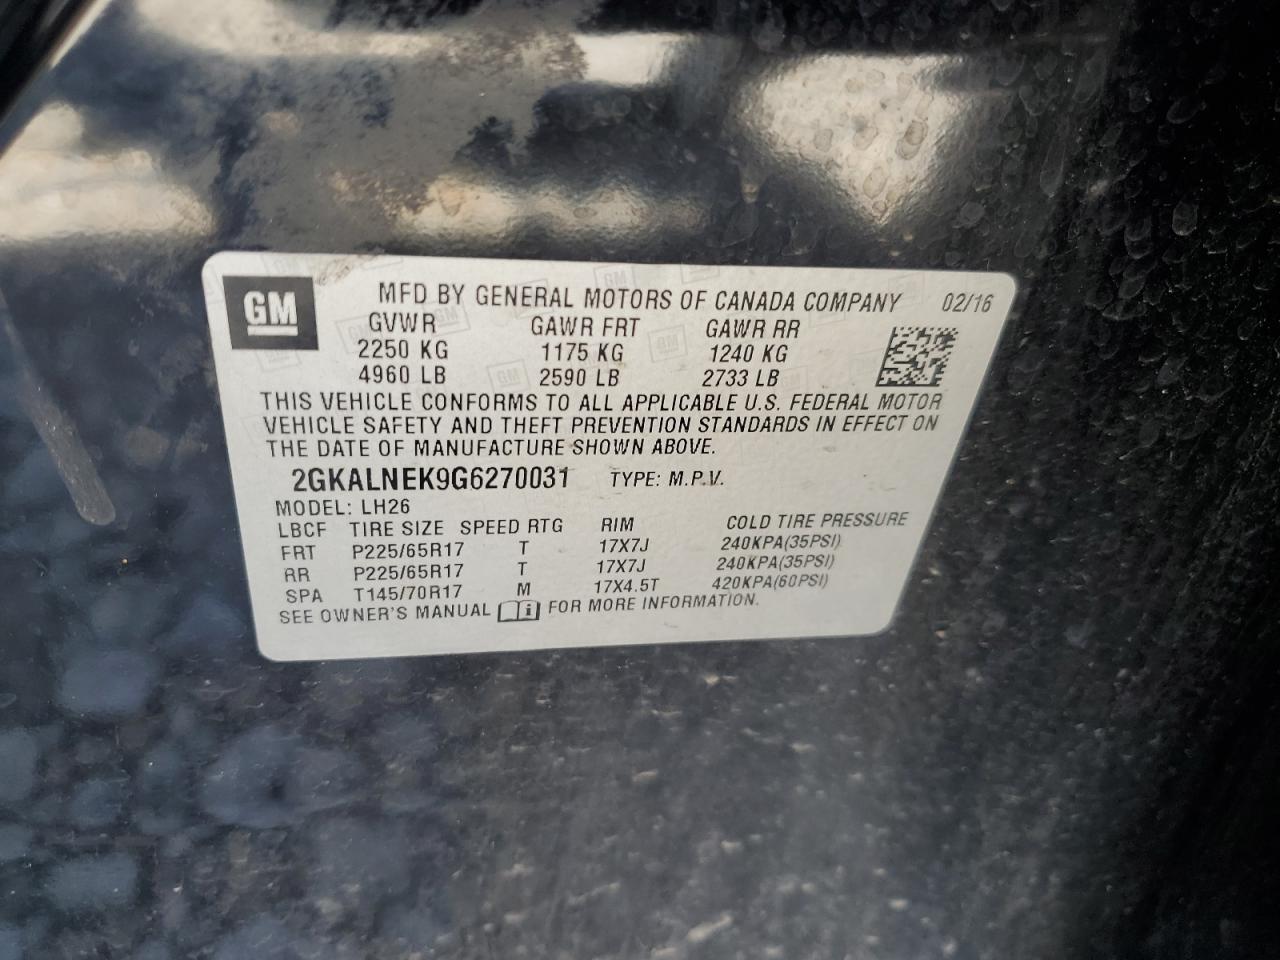 GM
MFD BY GENERAL MOTORS OF CANADA COMPANY 02/16
GVWR GAWR FRT GAWR RR
2250 KG 1175 KG 1240 KG
4960 LB 2590 LB 2733 LB
THIS VEHICLE CONFORMS TO ALL APPLICABLE U.S. FEDERAL MOTOR
VEHICLE SAFETY AND THEFT PREVENTION STANDARDS IN EFFECT ON
THE DATE OF MANUFACTURE SHOWN ABOVE.
2GKALNEK9G6270031 TYPE: M.P.V.
MODEL: LH26
LBCF TIRE SIZE SPEED RTG RIM COLD TIRE PRESSURE
FRT P225/65R17 T 17X7J 240KPA(35PSI)
RR P225/65R17 T 17X7J 240KPA(35PSI)
SPA T145/70R17 M 17X4.5T 420KPA(60PSI)
SEE OWNER'S MANUAL i FOR MORE INFORMATION.